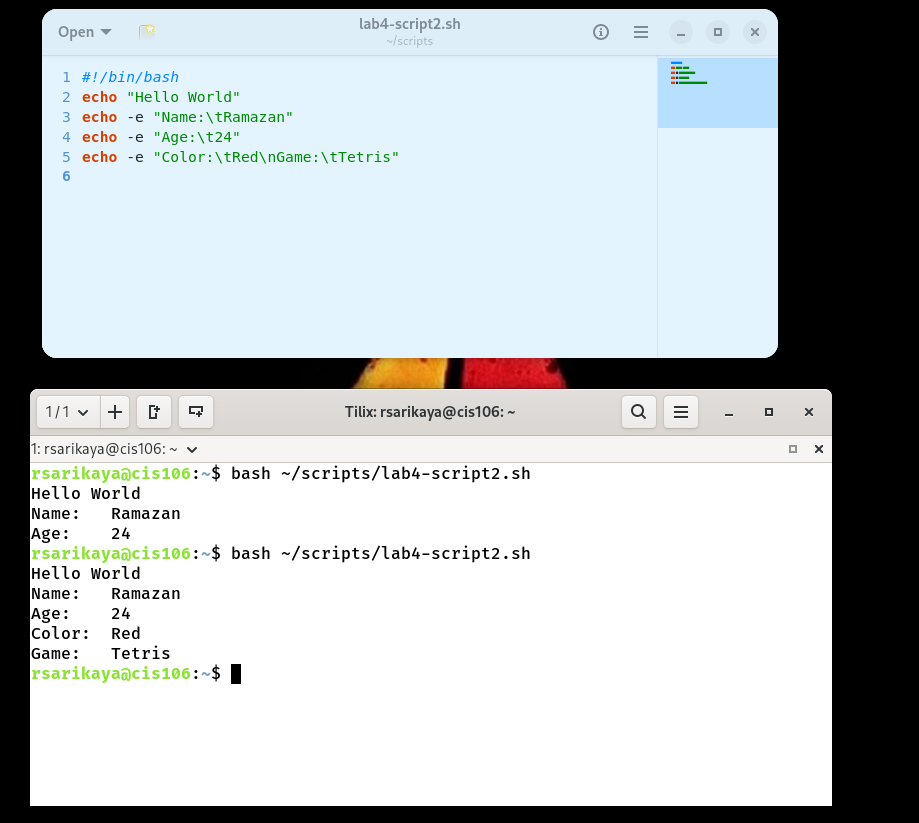 Open
lab4-script2.sh
~/scripts
1 #!/bin/bash
2 echo "Hello World"
3 echo -e "Name:\tRamazan"
4 echo -e "Age:\t24"
5 echo -e "Color:\tRed\nGame:\tTetris"
6
1/1
Tilix: rsarikaya@cis106: ~
1: rsarikaya@cis106: ~
rsarikaya@cis106:~$ bash ~/scripts/lab4-script2.sh
Hello World
Name:   Ramazan
Age:    24
rsarikaya@cis106:~$ bash ~/scripts/lab4-script2.sh
Hello World
Name:   Ramazan
Age:    24
Color:  Red
Game:   Tetris
rsarikaya@cis106:~$